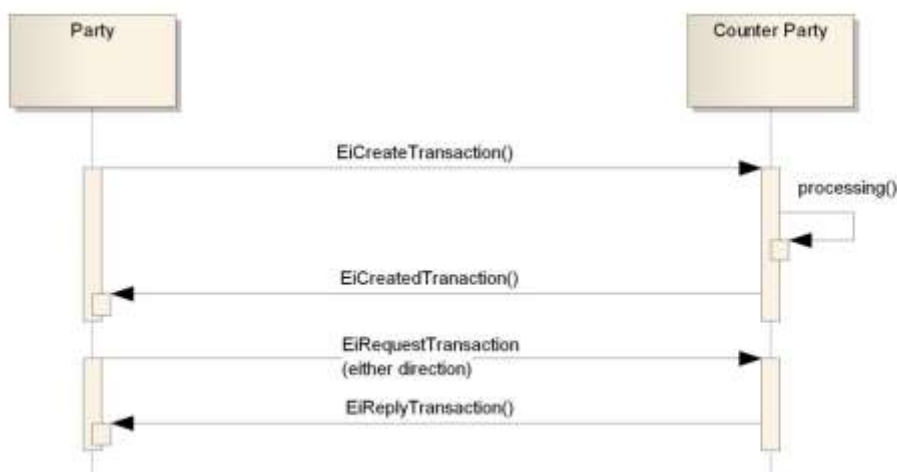 Party
Counter Party
EiCreateTransaction()
processing()
EiCreatedTranaction()
EiRequestTransaction
(either direction)
EiReplyTransaction()